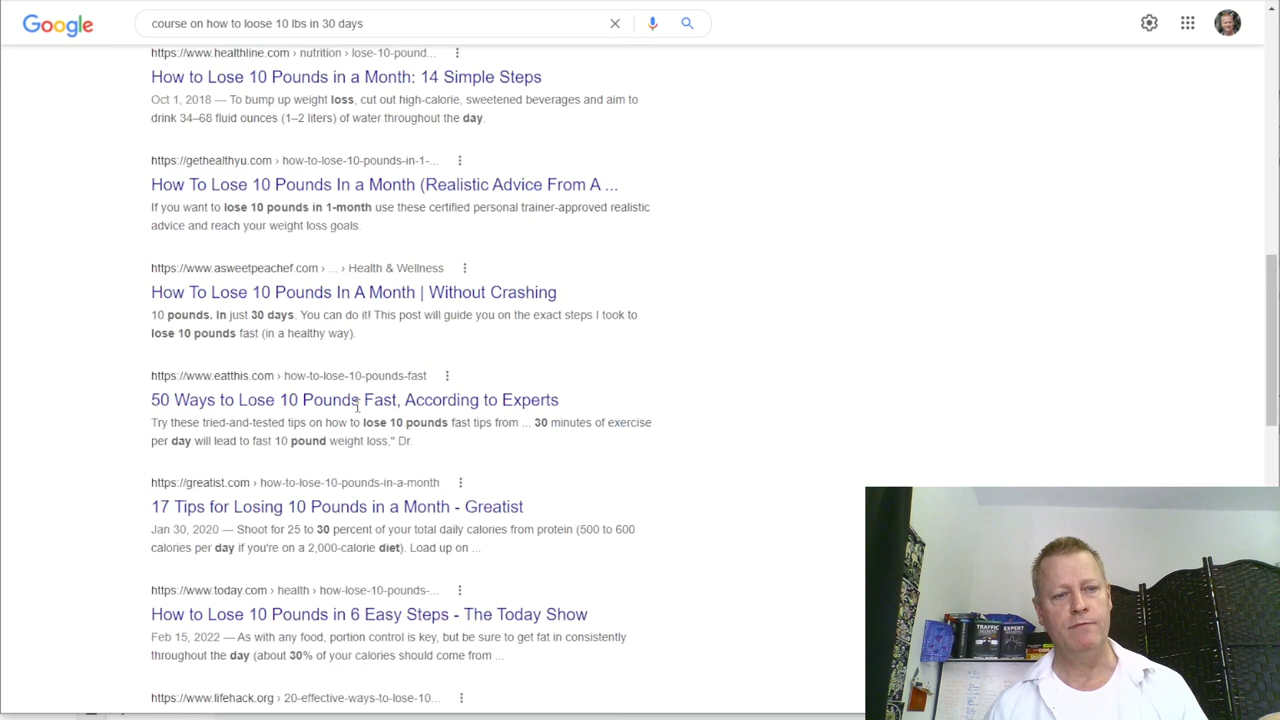 Google
course on how to loose 10 lbs in 30 days
https://www.healthline.com › nutrition › lose-10-pound...
How to Lose 10 Pounds in a Month: 14 Simple Steps
Oct 1, 2018 — To bump up weight loss, cut out high-calorie, sweetened beverages and aim to
drink 34–68 fluid ounces (1–2 liters) of water throughout the day.
https://gethealthyu.com › how-to-lose-10-pounds-in-1-...
How To Lose 10 Pounds In a Month (Realistic Advice From A ...
If you want to lose 10 pounds in 1-month use these certified personal trainer-approved realistic
advice and reach your weight loss goals.
https://www.asweetpeachef.com › ... › Health & Wellness
How To Lose 10 Pounds In A Month | Without Crashing
10 pounds. In just 30 days. You can do it! This post will guide you on the exact steps I took to
lose 10 pounds fast (in a healthy way).
https://www.eatthis.com › how-to-lose-10-pounds-fast
50 Ways to Lose 10 Pounds Fast, According to Experts
Try these tried-and-tested tips on how to lose 10 pounds fast tips from ... 30 minutes of exercise
per day will lead to fast 10 pound weight loss," Dr.
https://greatist.com › how-to-lose-10-pounds-in-a-month
17 Tips for Losing 10 Pounds in a Month - Greatist
Jan 30, 2020 — Shoot for 25 to 30 percent of your total daily calories from protein (500 to 600
calories per day if you're on a 2,000-calorie diet). Load up on ...
https://www.today.com › health › how-lose-10-pounds-...
How to Lose 10 Pounds in 6 Easy Steps - The Today Show
Feb 15, 2022 — As with any food, portion control is key, but be sure to get fat in consistently
throughout the day (about 30% of your calories should come from ...
https://www.lifehack.org › 20-effective-ways-to-lose-10...
TRAFFIC
SECRETS
EXPERT
SECRETS